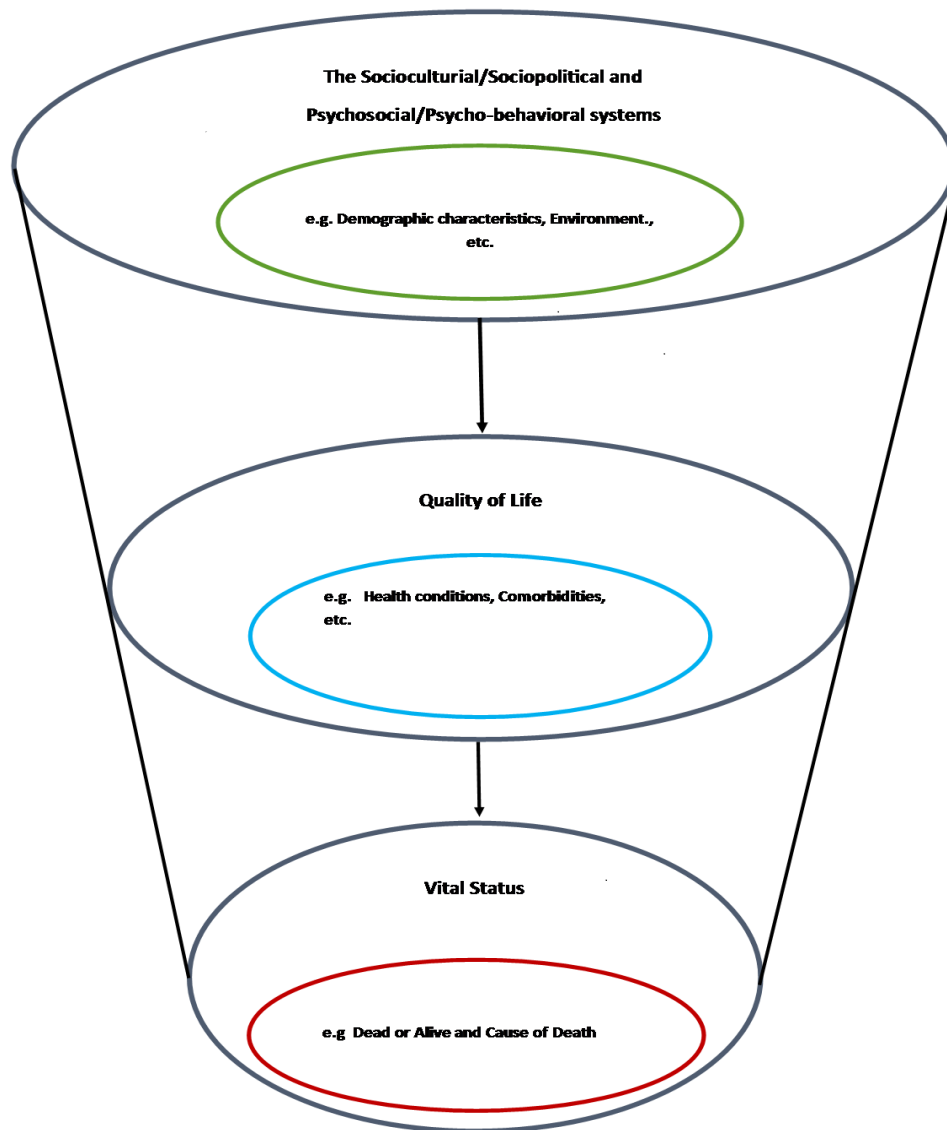 The Socioculturial/Sociopolitical and
Psychosocial/Psycho-behavioral systems
e.g. Demographic characteristics, Environment.,
etc.
Quality of Life
e.g. Health conditions, Comorbidities,
etc.
Vital Status
e.g Dead or Alive and Cause of Death